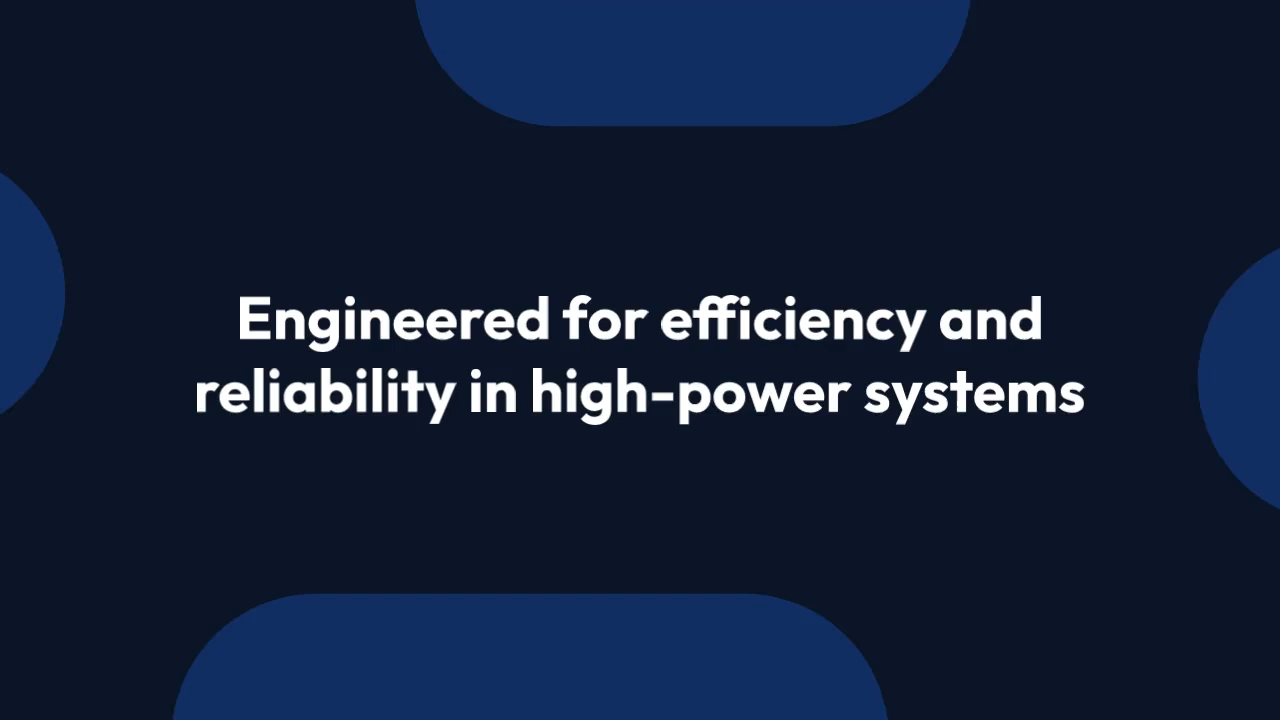 Engineered for efficiency and
reliability in high-power systems